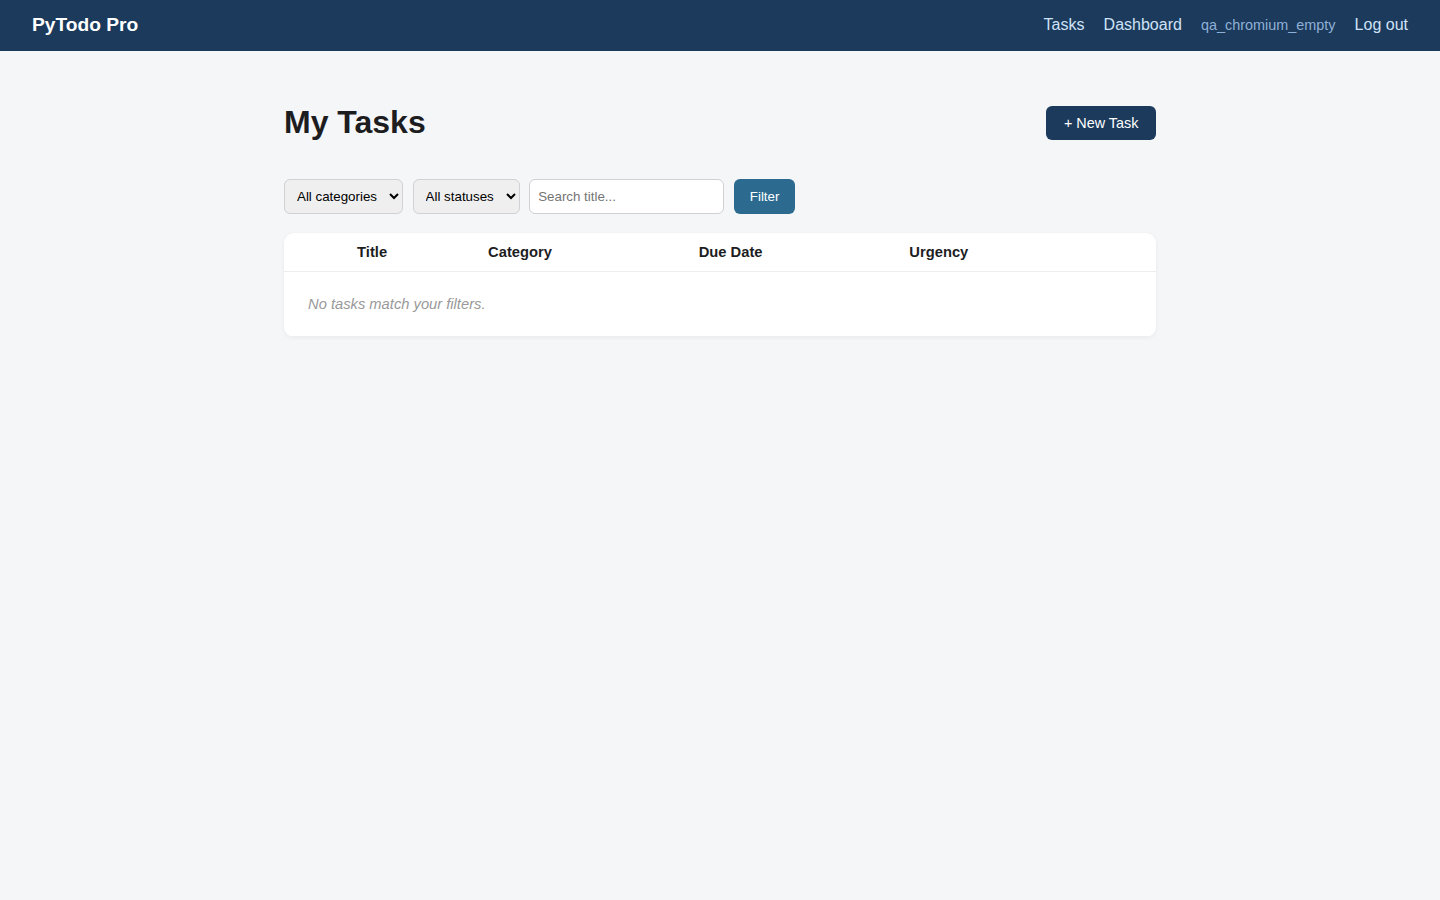 PyTodo Pro Tasks Dashboard qa_chromium_empty Log out
My Tasks + New Task
All categories All statuses Search title... Filter
Title Category Due Date Urgency
No tasks match your filters.